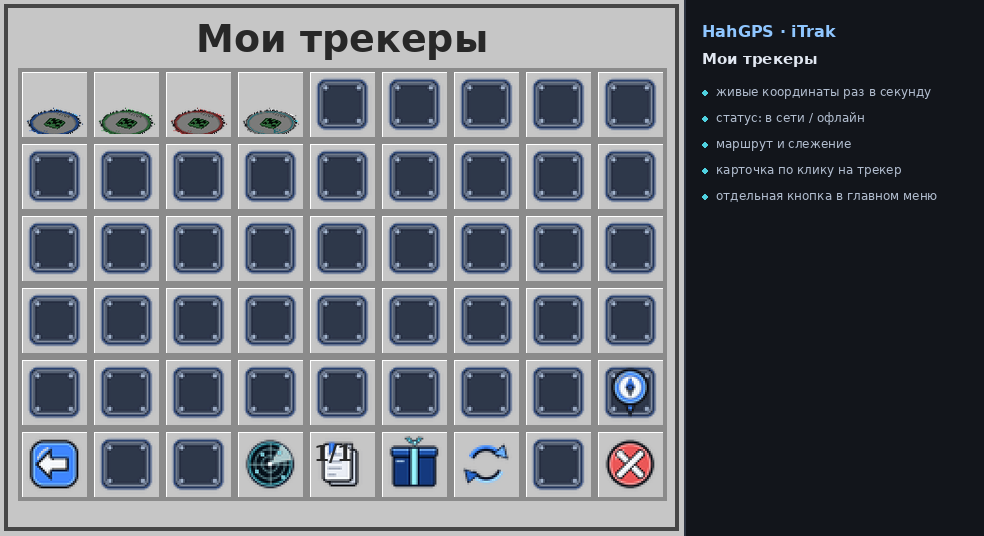 Мои трекеры
1/1
HahGPS · iTrak
Мои трекеры
живые координаты раз в секунду
статус: в сети / офлайн
маршрут и слежение
карточка по клику на трекер
отдельная кнопка в главном меню